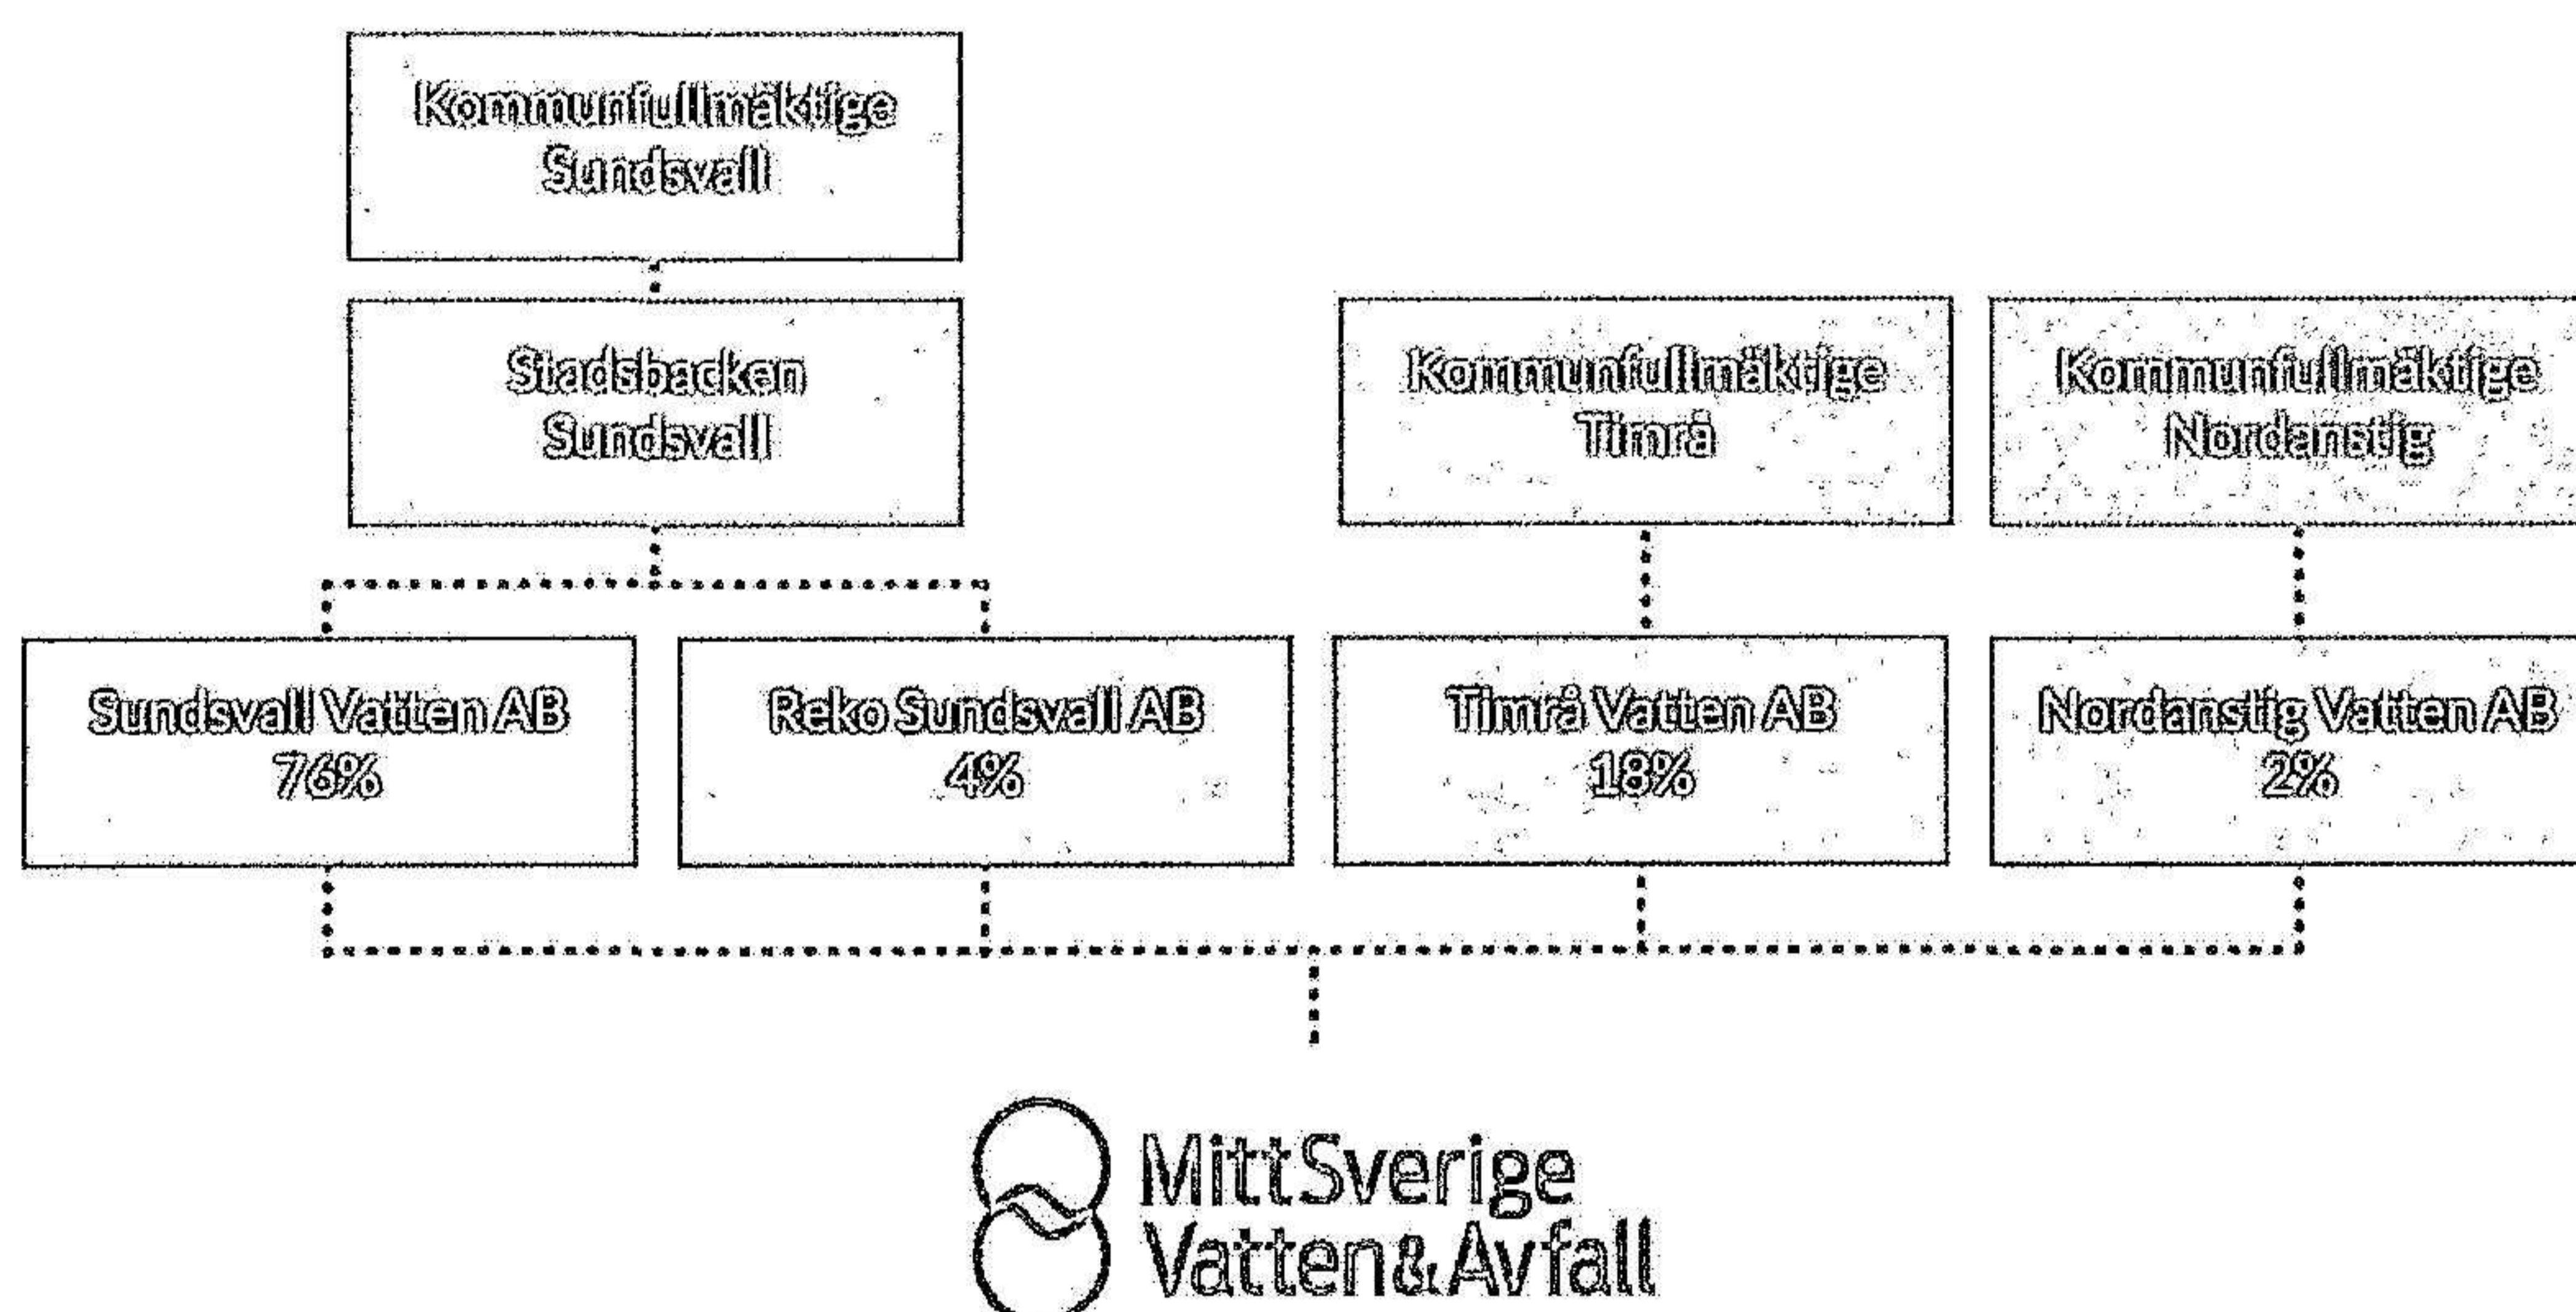 Kommunfullmäktige
Sundsvall
Stadsbacken
Sundsvall
Kommunfullmäktige
Timrå
Kommunfullmäktige
Nordanstig
Sundsvall Vatten AB
76%
Reko Sundsvall AB
4%
Timrå Vatten AB
18%
Nordanstig Vatten AB
2%
MittSverige
Vatten&Avfall